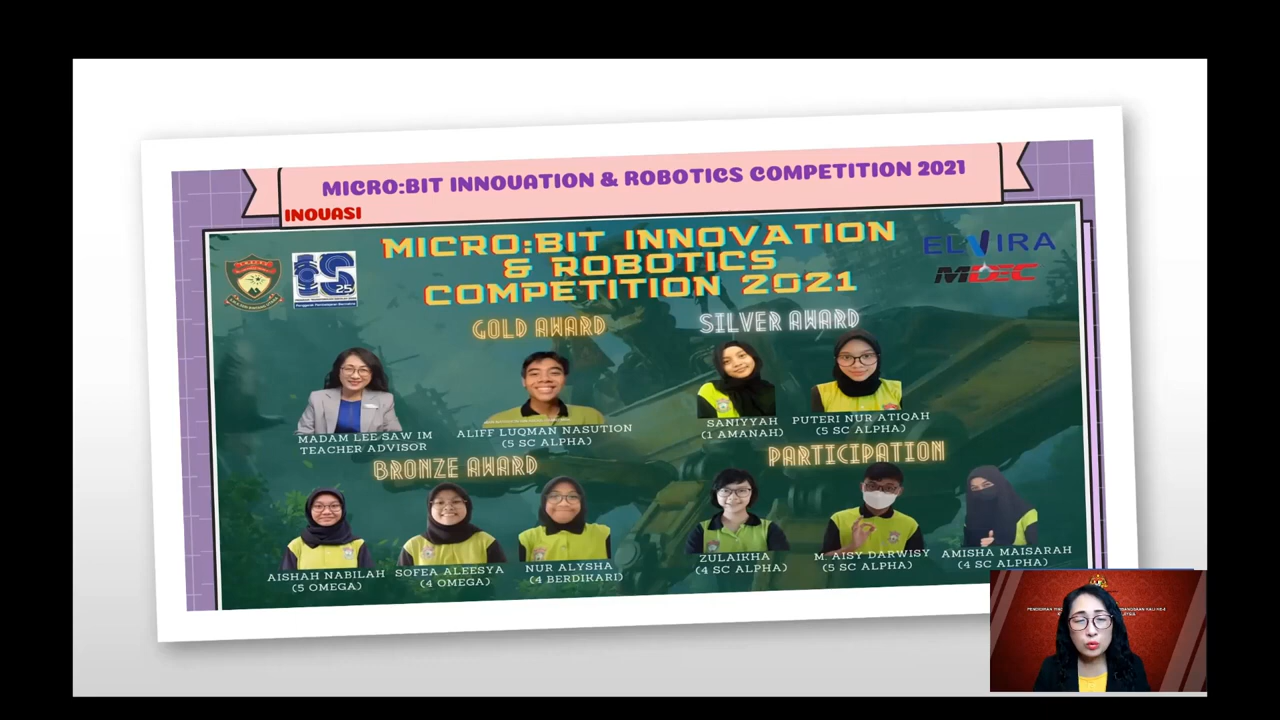 MICRO:BIT INNOVATION & ROBOTICS COMPETITION 2021
INOVASI
MICRO:BIT INNOVATION
& ROBOTICS
COMPETITION 2021
ELVIRA
MDEC
25
GOLD AWARD
SILVER AWARD
MADAM LEE SAW IM
TEACHER ADVISOR
ALIFF LUQMAN NASUTION
(5 SC ALPHA)
SANIYYAH
(1 AMANAH)
PUTERI NUR ATIQAH
(5 SC ALPHA)
BRONZE AWARD
PARTICIPATION
AISHAH NABILAH
(5 OMEGA)
SOFEA ALEESYA
(4 OMEGA)
NUR ALYSHA
(4 BERDIKARI)
ZULAIKHA
(4 SC ALPHA)
M. AISY DARWISY
(5 SC ALPHA)
AMISHA MAISARAH
(4 SC ALPHA)